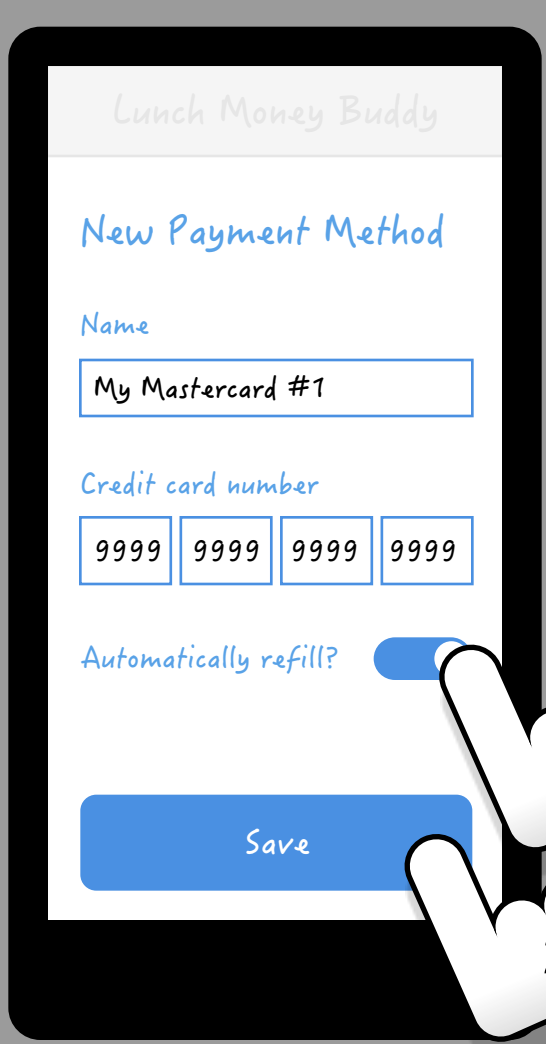 Lunch Money Buddy
New Payment Method
Name
My Mastercard #1
Credit card number
9999 9999 9999 9999
Automatically refill?
Save